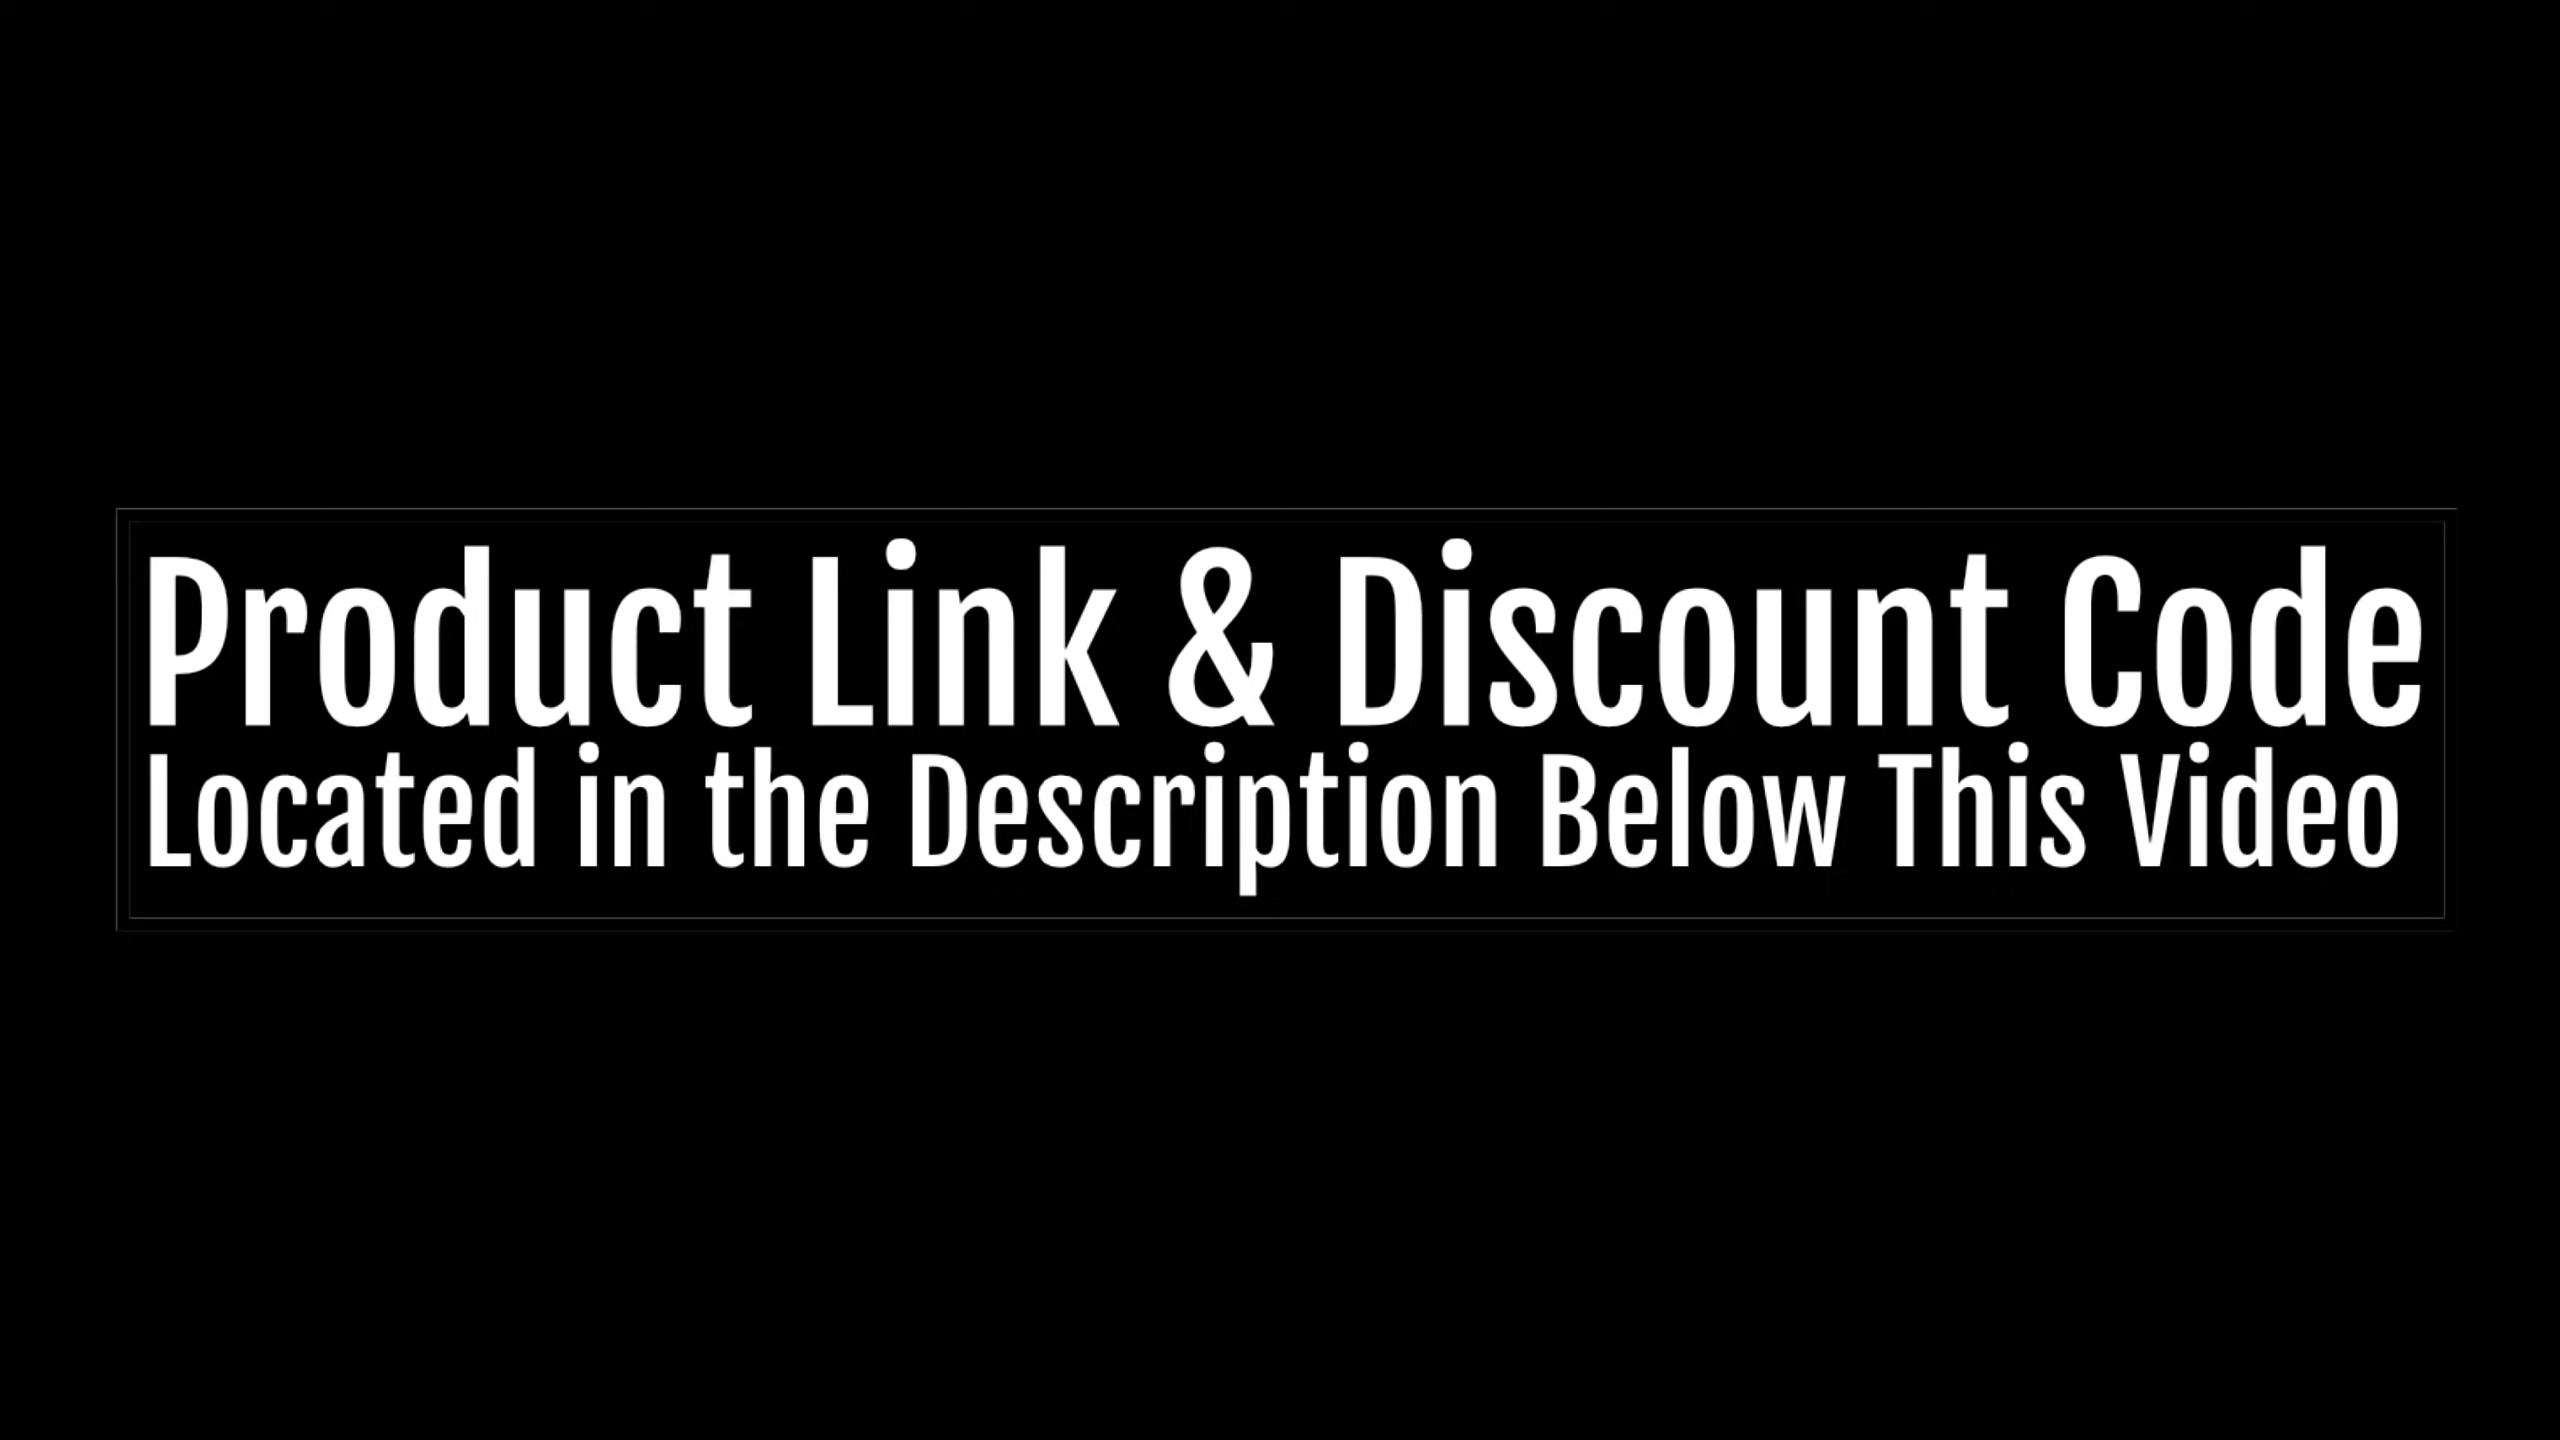 Product Link & Discount Code
Located in the Description Below This Video